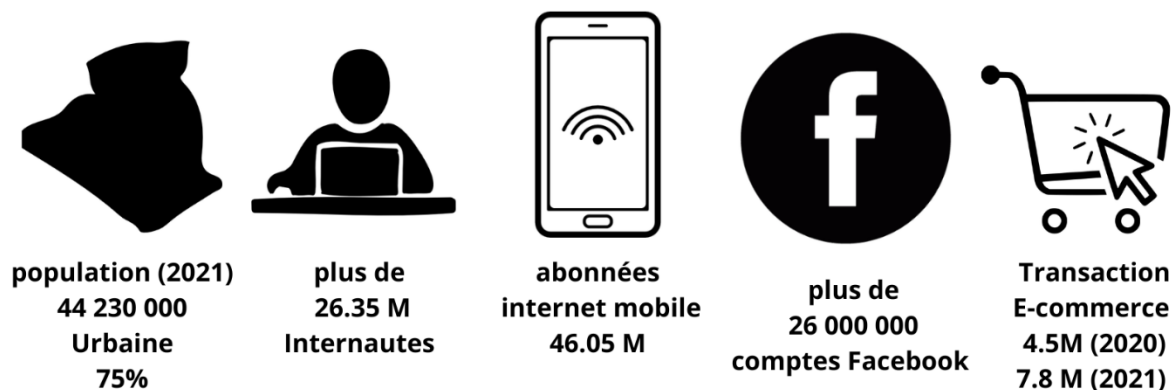 population (2021)
44 230 000
Urbaine
75%
plus de
26.35 M
Internautes
abonnées
internet mobile
46.05 M
f
plus de
26 000 000
comptes Facebook
Transaction
E-commerce
4.5M (2020)
7.8 M (2021)